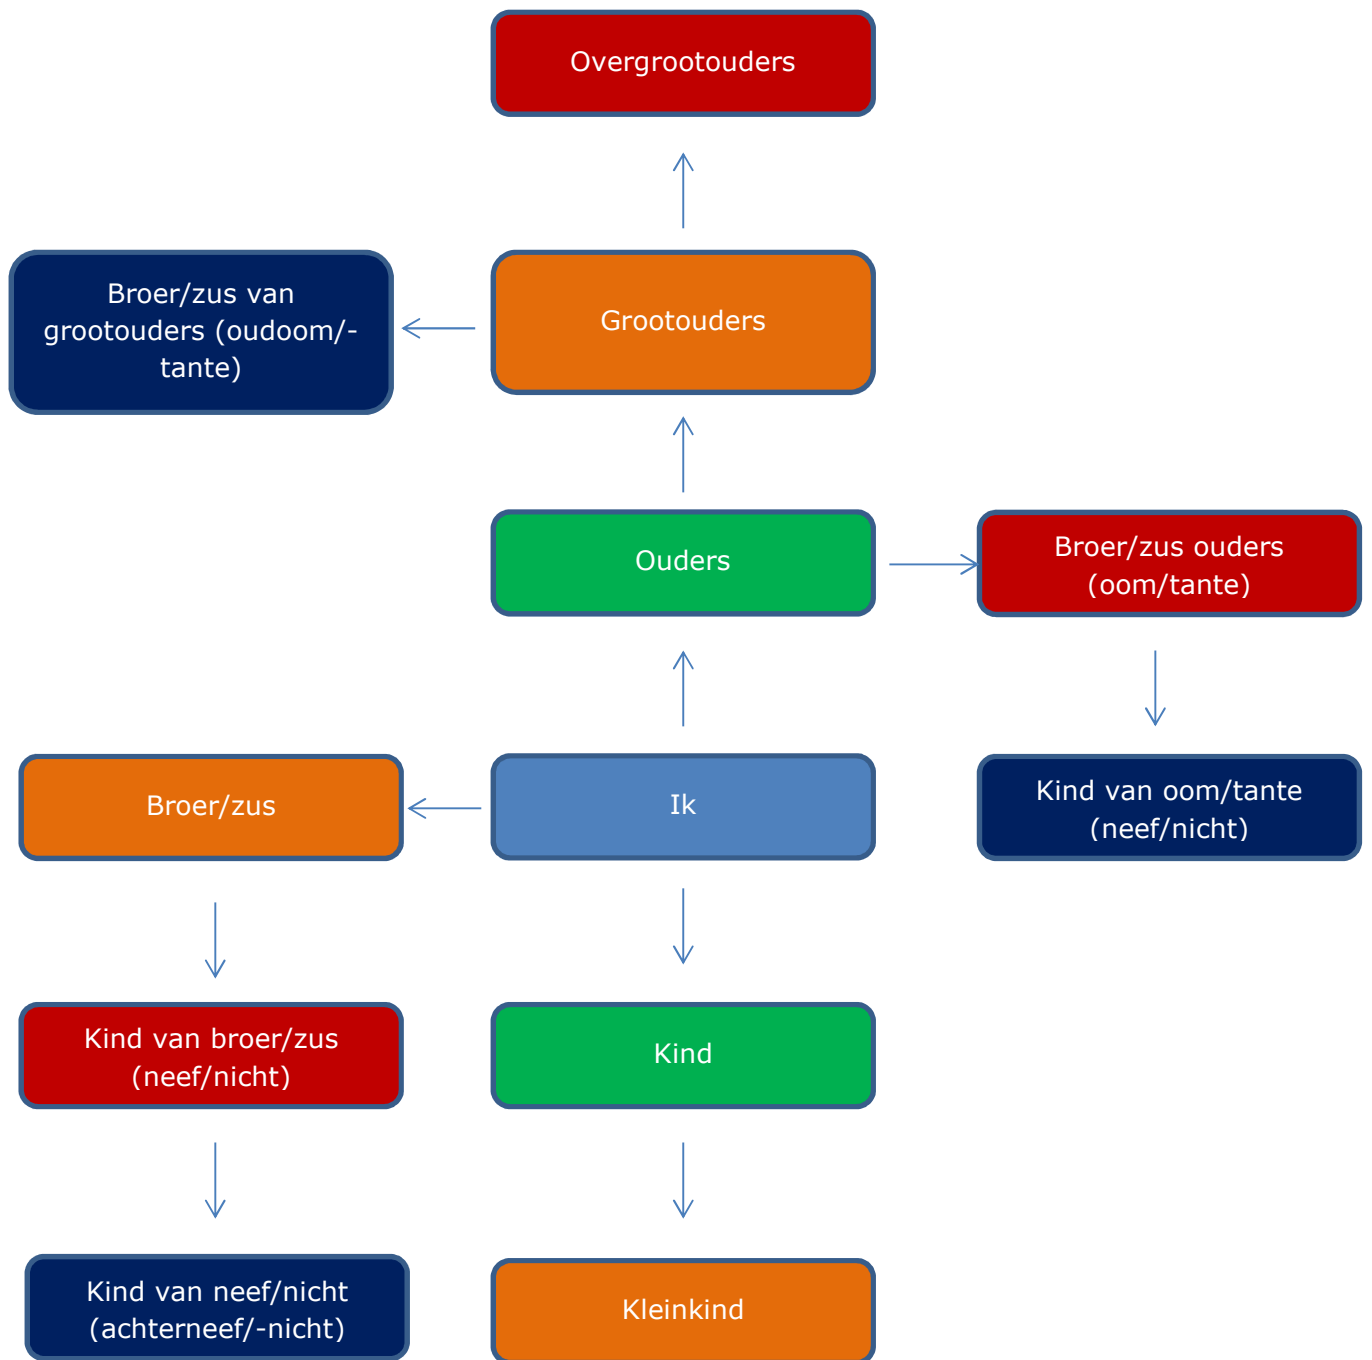 Overgrootouders
Broer/zus van
grootouders (oudoom/-
tante)
Grootouders
Ouders
Broer/zus ouders
(oom/tante)
Broer/zus
Ik
Kind van oom/tante
(neef/nicht)
Kind van broer/zus
(neef/nicht)
Kind
Kind van neef/nicht
(achterneef/-nicht)
Kleinkind